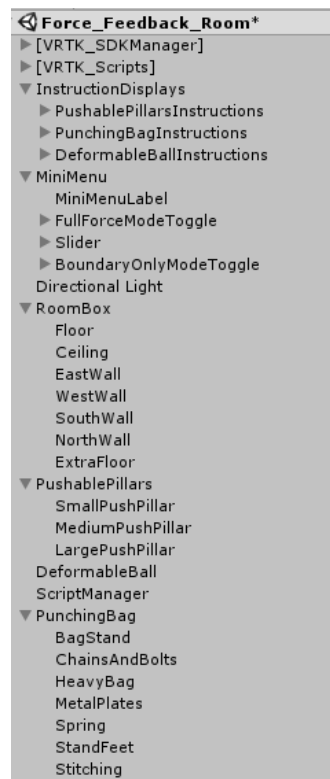 Force_Feedback_Room*
[VRTK_SDKManager]
[VRTK_Scripts]
InstructionDisplays
PushablePillarsInstructions
PunchingBagInstructions
DeformableBallInstructions
MiniMenu
MiniMenuLabel
FullForceModeToggle
Slider
BoundaryOnlyModeToggle
Directional Light
RoomBox
Floor
Ceiling
EastWall
WestWall
SouthWall
NorthWall
ExtraFloor
PushablePillars
SmallPushPillar
MediumPushPillar
LargePushPillar
DeformableBall
ScriptManager
PunchingBag
BagStand
ChainsAndBolts
HeavyBag
MetalPlates
Spring
StandFeet
Stitching